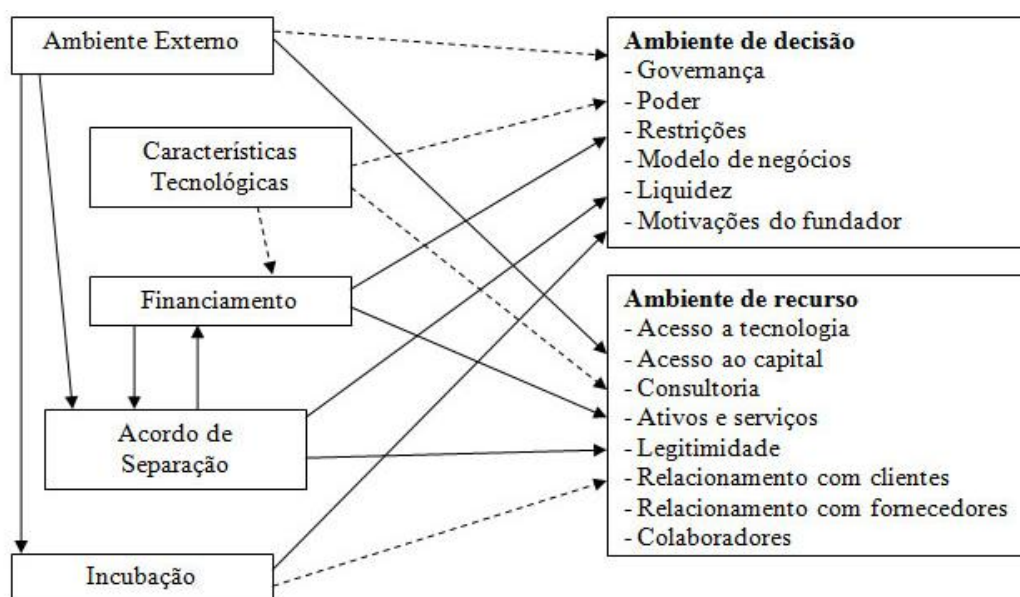 Ambiente Externo
Características
Tecnológicas
Financiamento
Acordo de
Separação
Incubação
Ambiente de decisão
- Governança
- Poder
- Restrições
- Modelo de negócios
- Liquidez
- Motivações do fundador
Ambiente de recurso
- Acesso a tecnologia
- Acesso ao capital
- Consultoria
- Ativos e serviços
- Legitimidade
- Relacionamento com clientes
- Relacionamento com fornecedores
- Colaboradores